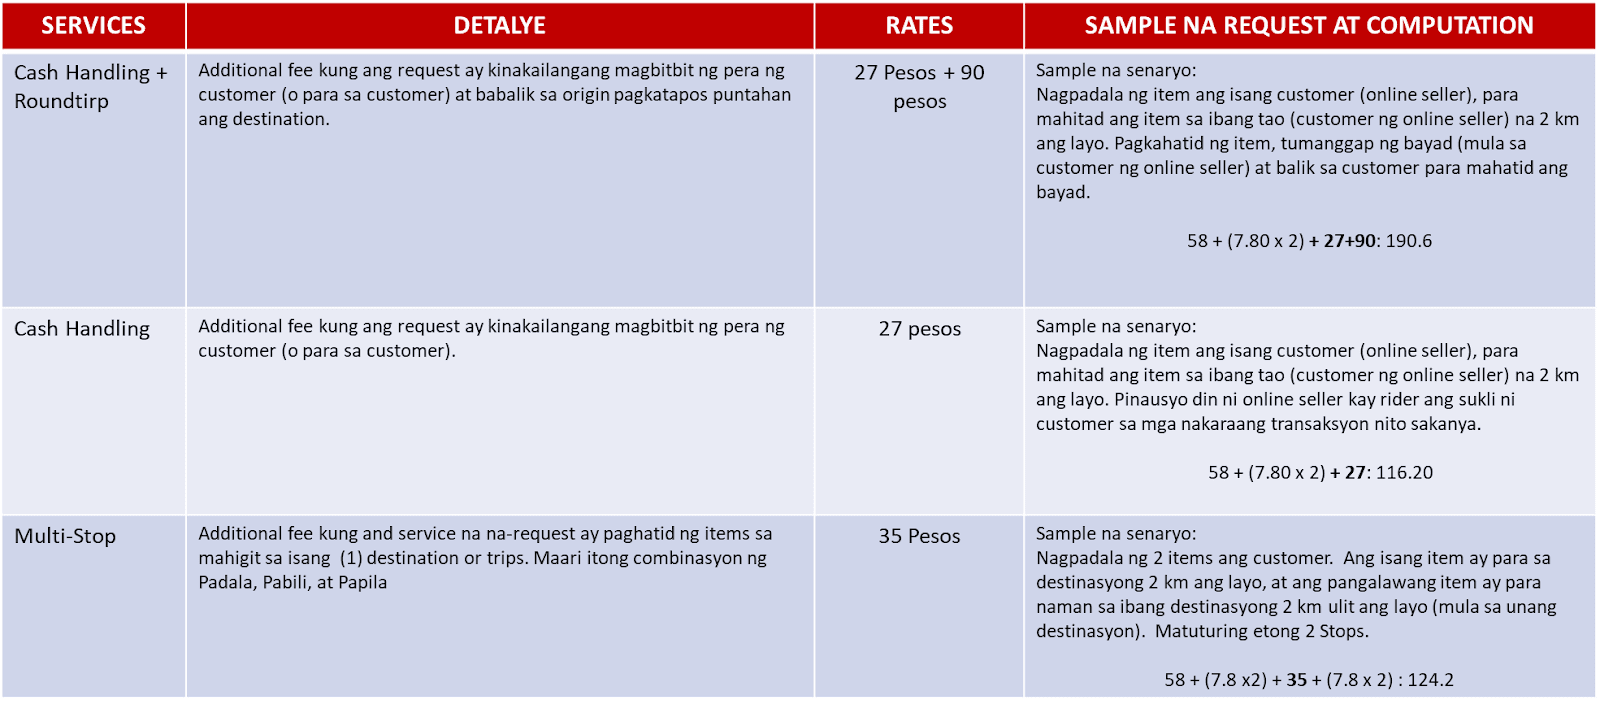 SERVICES
DETALYE
RATES
SAMPLE NA REQUEST AT COMPUTATION
Cash Handling +
Roundtirp
Additional fee kung ang request ay kinakailangang magbitbit ng pera ng
customer (o para sa customer) at babalik sa origin pagkatapos puntahan
ang destination.
27 Pesos + 90
pesos
Sample na senaryo:
Nagpadala ng item ang isang customer (online seller), para
mahitad ang item sa ibang tao (customer ng online seller) na 2 km
ang layo. Pagkahatid ng item, tumanggap ng bayad (mula sa
customer ng online seller) at balik sa customer para mahatid ang
bayad.
58 + (7.80 x 2) + 27+90: 190.6
Cash Handling
Additional fee kung ang request ay kinakailangang magbitbit ng pera ng
customer (o para sa customer).
27 pesos
Sample na senaryo:
Nagpadala ng item ang isang customer (online seller), para
mahitad ang item sa ibang tao (customer ng online seller) na 2 km
ang layo. Pinausyo din ni online seller kay rider ang sukli ni
customer sa mga nakaraang transaksyon nito sakanya.
58 + (7.80 x 2) + 27: 116.20
Multi-Stop
Additional fee kung and service na na-request ay paghatid ng items sa
mahigit sa isang  (1) destination or trips. Maari itong combinasyon ng
Padala, Pabili, at Papila
35 Pesos
Sample na senaryo:
Nagpadala ng 2 items ang customer.  Ang isang item ay para sa
destinasyong 2 km ang layo, at ang pangalawang item ay para
naman sa ibang destinasyong 2 km ulit ang layo (mula sa unang
destinasyon).  Matuturing etong 2 Stops.
58 + (7.8 x2) + 35 + (7.8 x 2) : 124.2